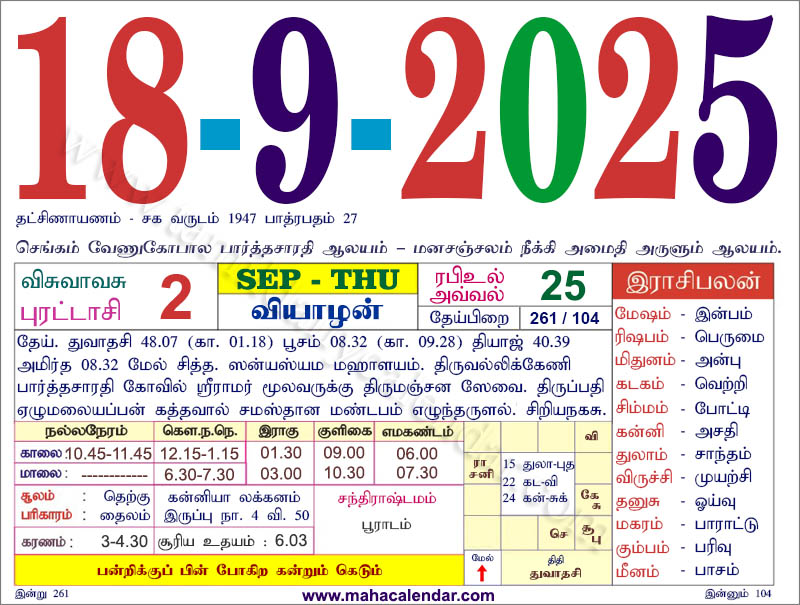 18-9-2025
தட்சிணாயணம் - சக வருடம் 1947 பாத்ரபதம் 27
செங்கம் வேணுகோபால பார்த்தசாரதி ஆலயம் – மனசஞ்சலம் நீக்கி அமைதி அருளும் ஆலயம்.
விசுவாவசு
புரட்டாசி 2
SEP - THU
வியாழன்
ரபிஉல்
அவ்வல் 25
தேய்பிறை 261 / 104
தேய். துவாதசி 48.07 (கா. 01.18) பூசம் 08.32 (கா. 09.28) தியாஜ் 40.39
அமிர்த 08.32 மேல் சித்த. ஸன்யஸ்யம மஹாளயம். திருவல்லிக்கேணி
பார்த்தசாரதி கோவில் ஸ்ரீராமர் மூலவருக்கு திருமஞ்சன ஸேவை. திருப்பதி
ஏழுமலையப்பன் கத்தவால் சமஸ்தான மண்டபம் எழுந்தருளல். சிறியநகசு.
நல்லநேரம் கௌ.ந.நெ. இராகு குளிகை எமகண்டம்
காலை: 10.45-11.45 12.15-1.15 01.30 09.00 06.00
மாலை: ------------ 6.30-7.30 03.00 10.30 07.30
சூலம் : தெற்கு
பரிகாரம் : தைலம்
கன்னியா லக்கனம்
இருப்பு நா. 4 வி. 50
சந்திராஷ்டமம்
பூராடம்
கரணம்: 3-4.30 சூரிய உதயம் : 6.03
பன்றிக்குப் பின் போகிற கன்றும் கெடும்
வி
ரா
சனி
15 துலா-புத
22 கட-வி
24 கன்-சுக்
கே
சு
செ
சூ
பு
மேல்
திதி
துவாதசி
இராசிபலன்
மேஷம் - இன்பம்
ரிஷபம் - பெருமை
மிதுனம் - அன்பு
கடகம் - வெற்றி
சிம்மம் - போட்டி
கன்னி - அசதி
துலாம் - சாந்தம்
விருச்சி - முயற்சி
தனுசு - ஓய்வு
மகரம் - பாராட்டு
கும்பம் - பரிவு
மீனம் - பாசம்
இன்று 261
www.mahacalendar.com
இன்னும் 104